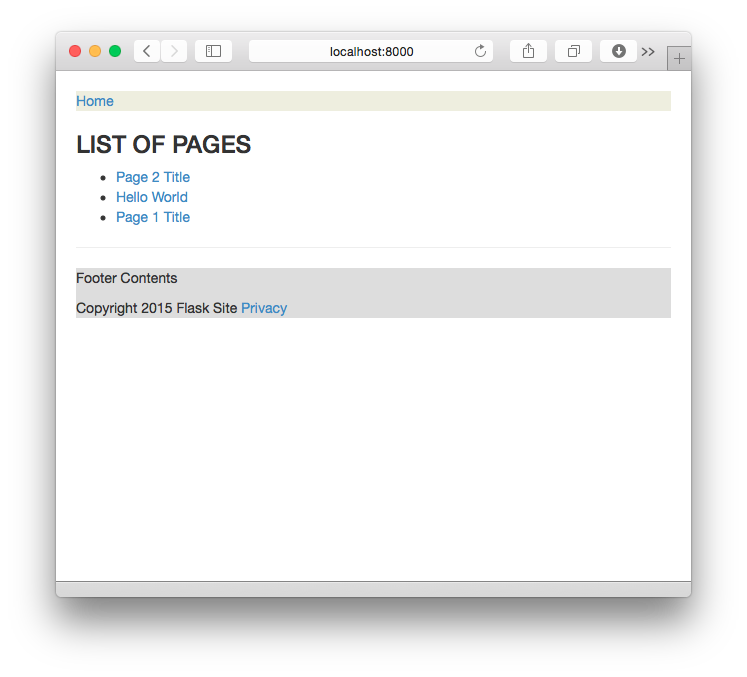 localhost:8000
Home
LIST OF PAGES
Page 2 Title
Hello World
Page 1 Title
Footer Contents
Copyright 2015 Flask Site Privacy